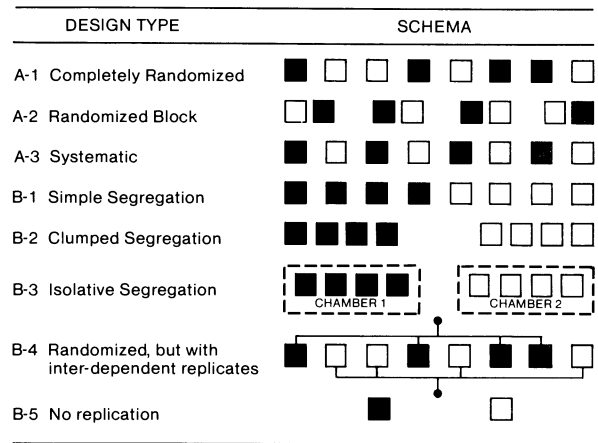 DESIGN TYPE SCHEMA
A-1 Completely Randomized
A-2 Randomized Block
A-3 Systematic
B-1 Simple Segregation
B-2 Clumped Segregation
B-3 Isolative Segregation
CHAMBER 1 CHAMBER 2
B-4 Randomized, but with
inter-dependent replicates
B-5 No replication